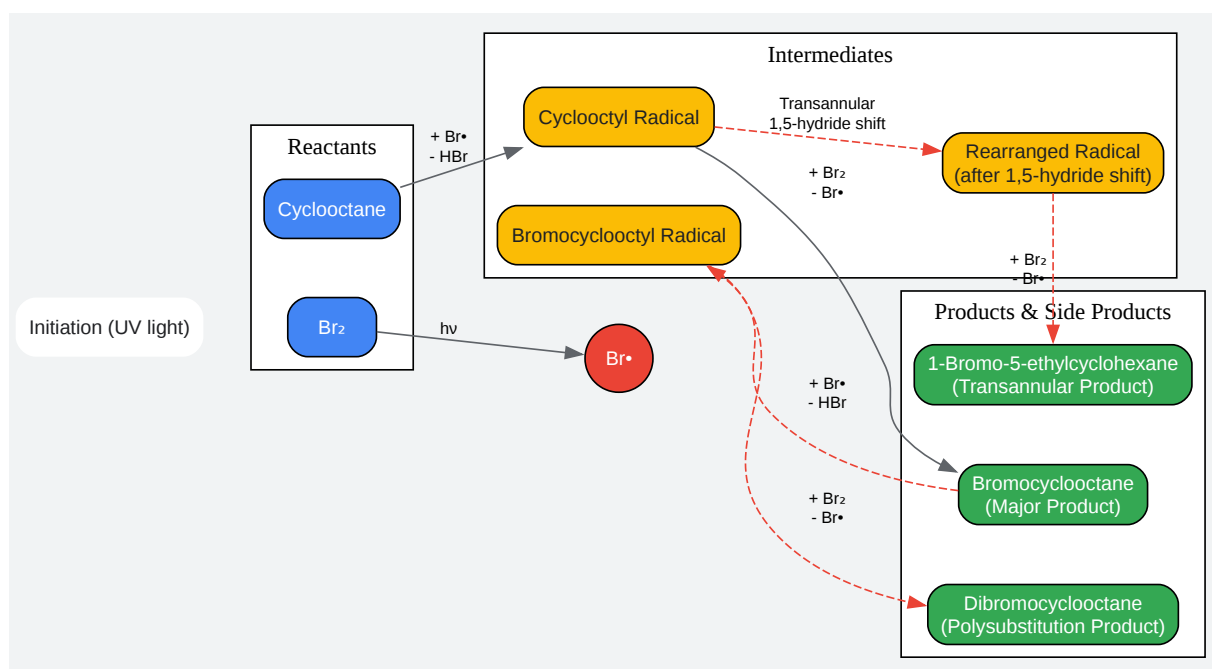 Intermediates
Cyclooctyl Radical
Transannular
1,5-hydride shift
Rearranged Radical
(after 1,5-hydride shift)
Bromocyclooctyl Radical
Reactants
Cyclooctane
Br₂
+ Br•
- HBr
+ Br₂
- Br•
+ Br₂
- Br•
Initiation (UV light)
hν
Br•
Products & Side Products
1-Bromo-5-ethylcyclohexane
(Transannular Product)
+ Br•
- HBr
Bromocyclooctane
(Major Product)
+ Br₂
- Br•
Dibromocyclooctane
(Polysubstitution Product)